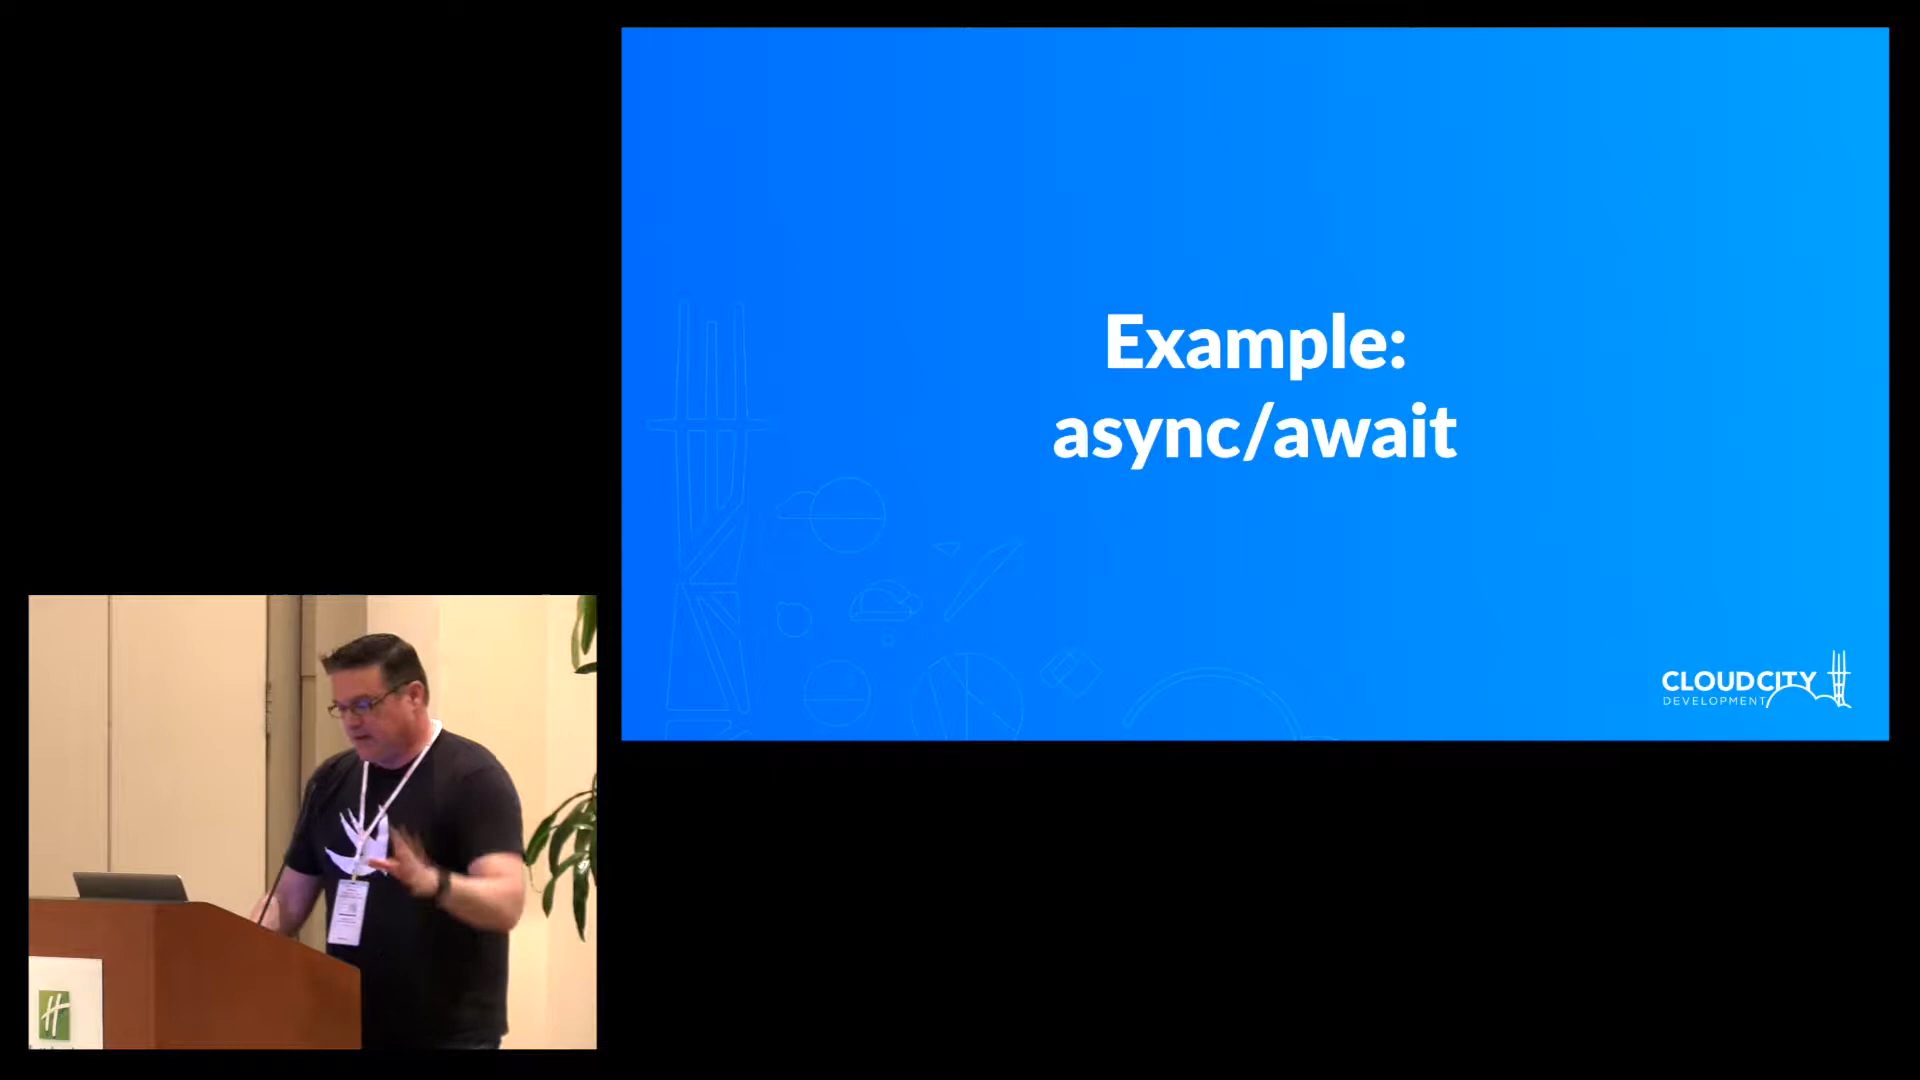 Example:
async/await
CLOUDCITY
DEVELOPMENT
H